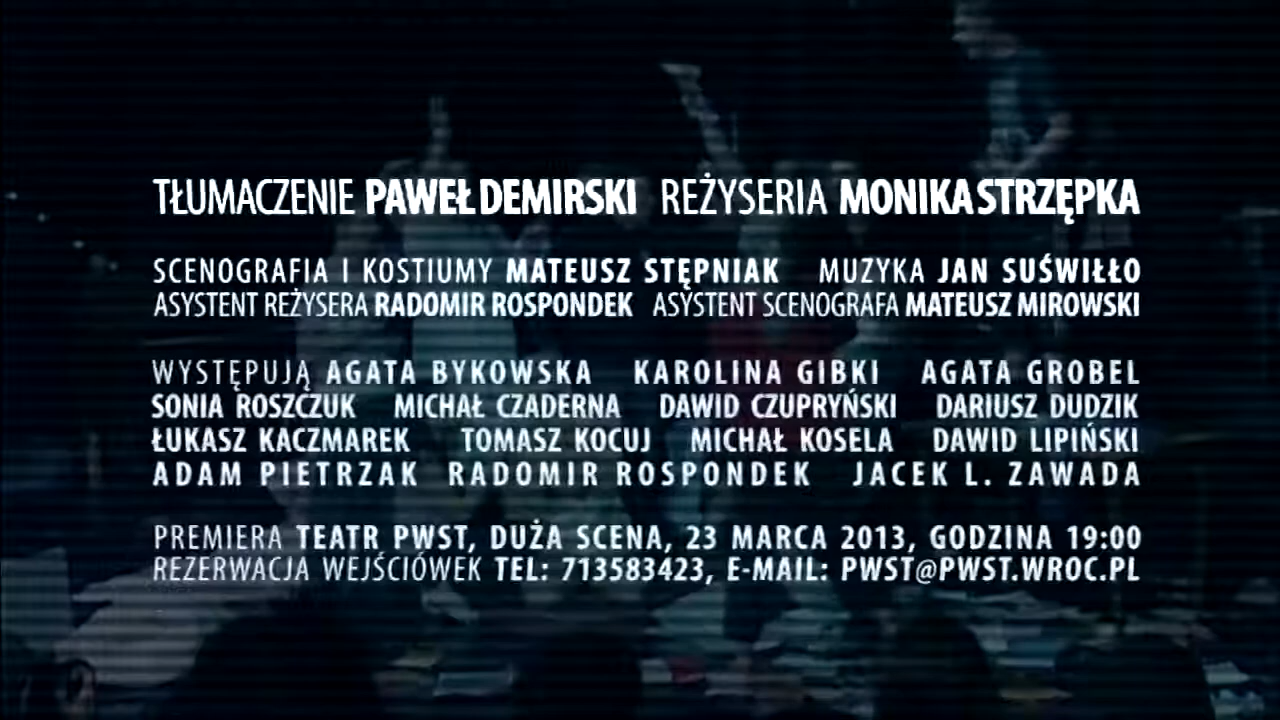 TŁUMACZENIE PAWEŁ DEMIRSKI REŻYSERIA MONIKA STRZĘPKA
SCENOGRAFIA I KOSTIUMY MATEUSZ STĘPNIAK MUZYKA JAN SUŚWIŁŁO
ASYSTENT REŻYSERA RADOMIR ROSPONDEK ASYSTENT SCENOGRAFA MATEUSZ MIROWSKI
WYSTĘPUJĄ AGATA BYKOWSKA KAROLINA GIBKI AGATA GROBEL
SONIA ROSZCZUK MICHAŁ CZADERNA DAWID CZUPRYŃSKI DARIUSZ DUDZIK
ŁUKASZ KACZMAREK TOMASZ KOCUJ MICHAŁ KOSELA DAWID LIPIŃSKI
ADAM PIETRZAK RADOMIR ROSPONDEK JACEK L. ZAWADA
PREMIERA TEATR PWST, DUŻA SCENA, 23 MARCA 2013, GODZINA 19:00
REZERWACJA WEJŚCIÓWEK TEL: 713583423, E-MAIL: PWST@PWST.WROC.PL